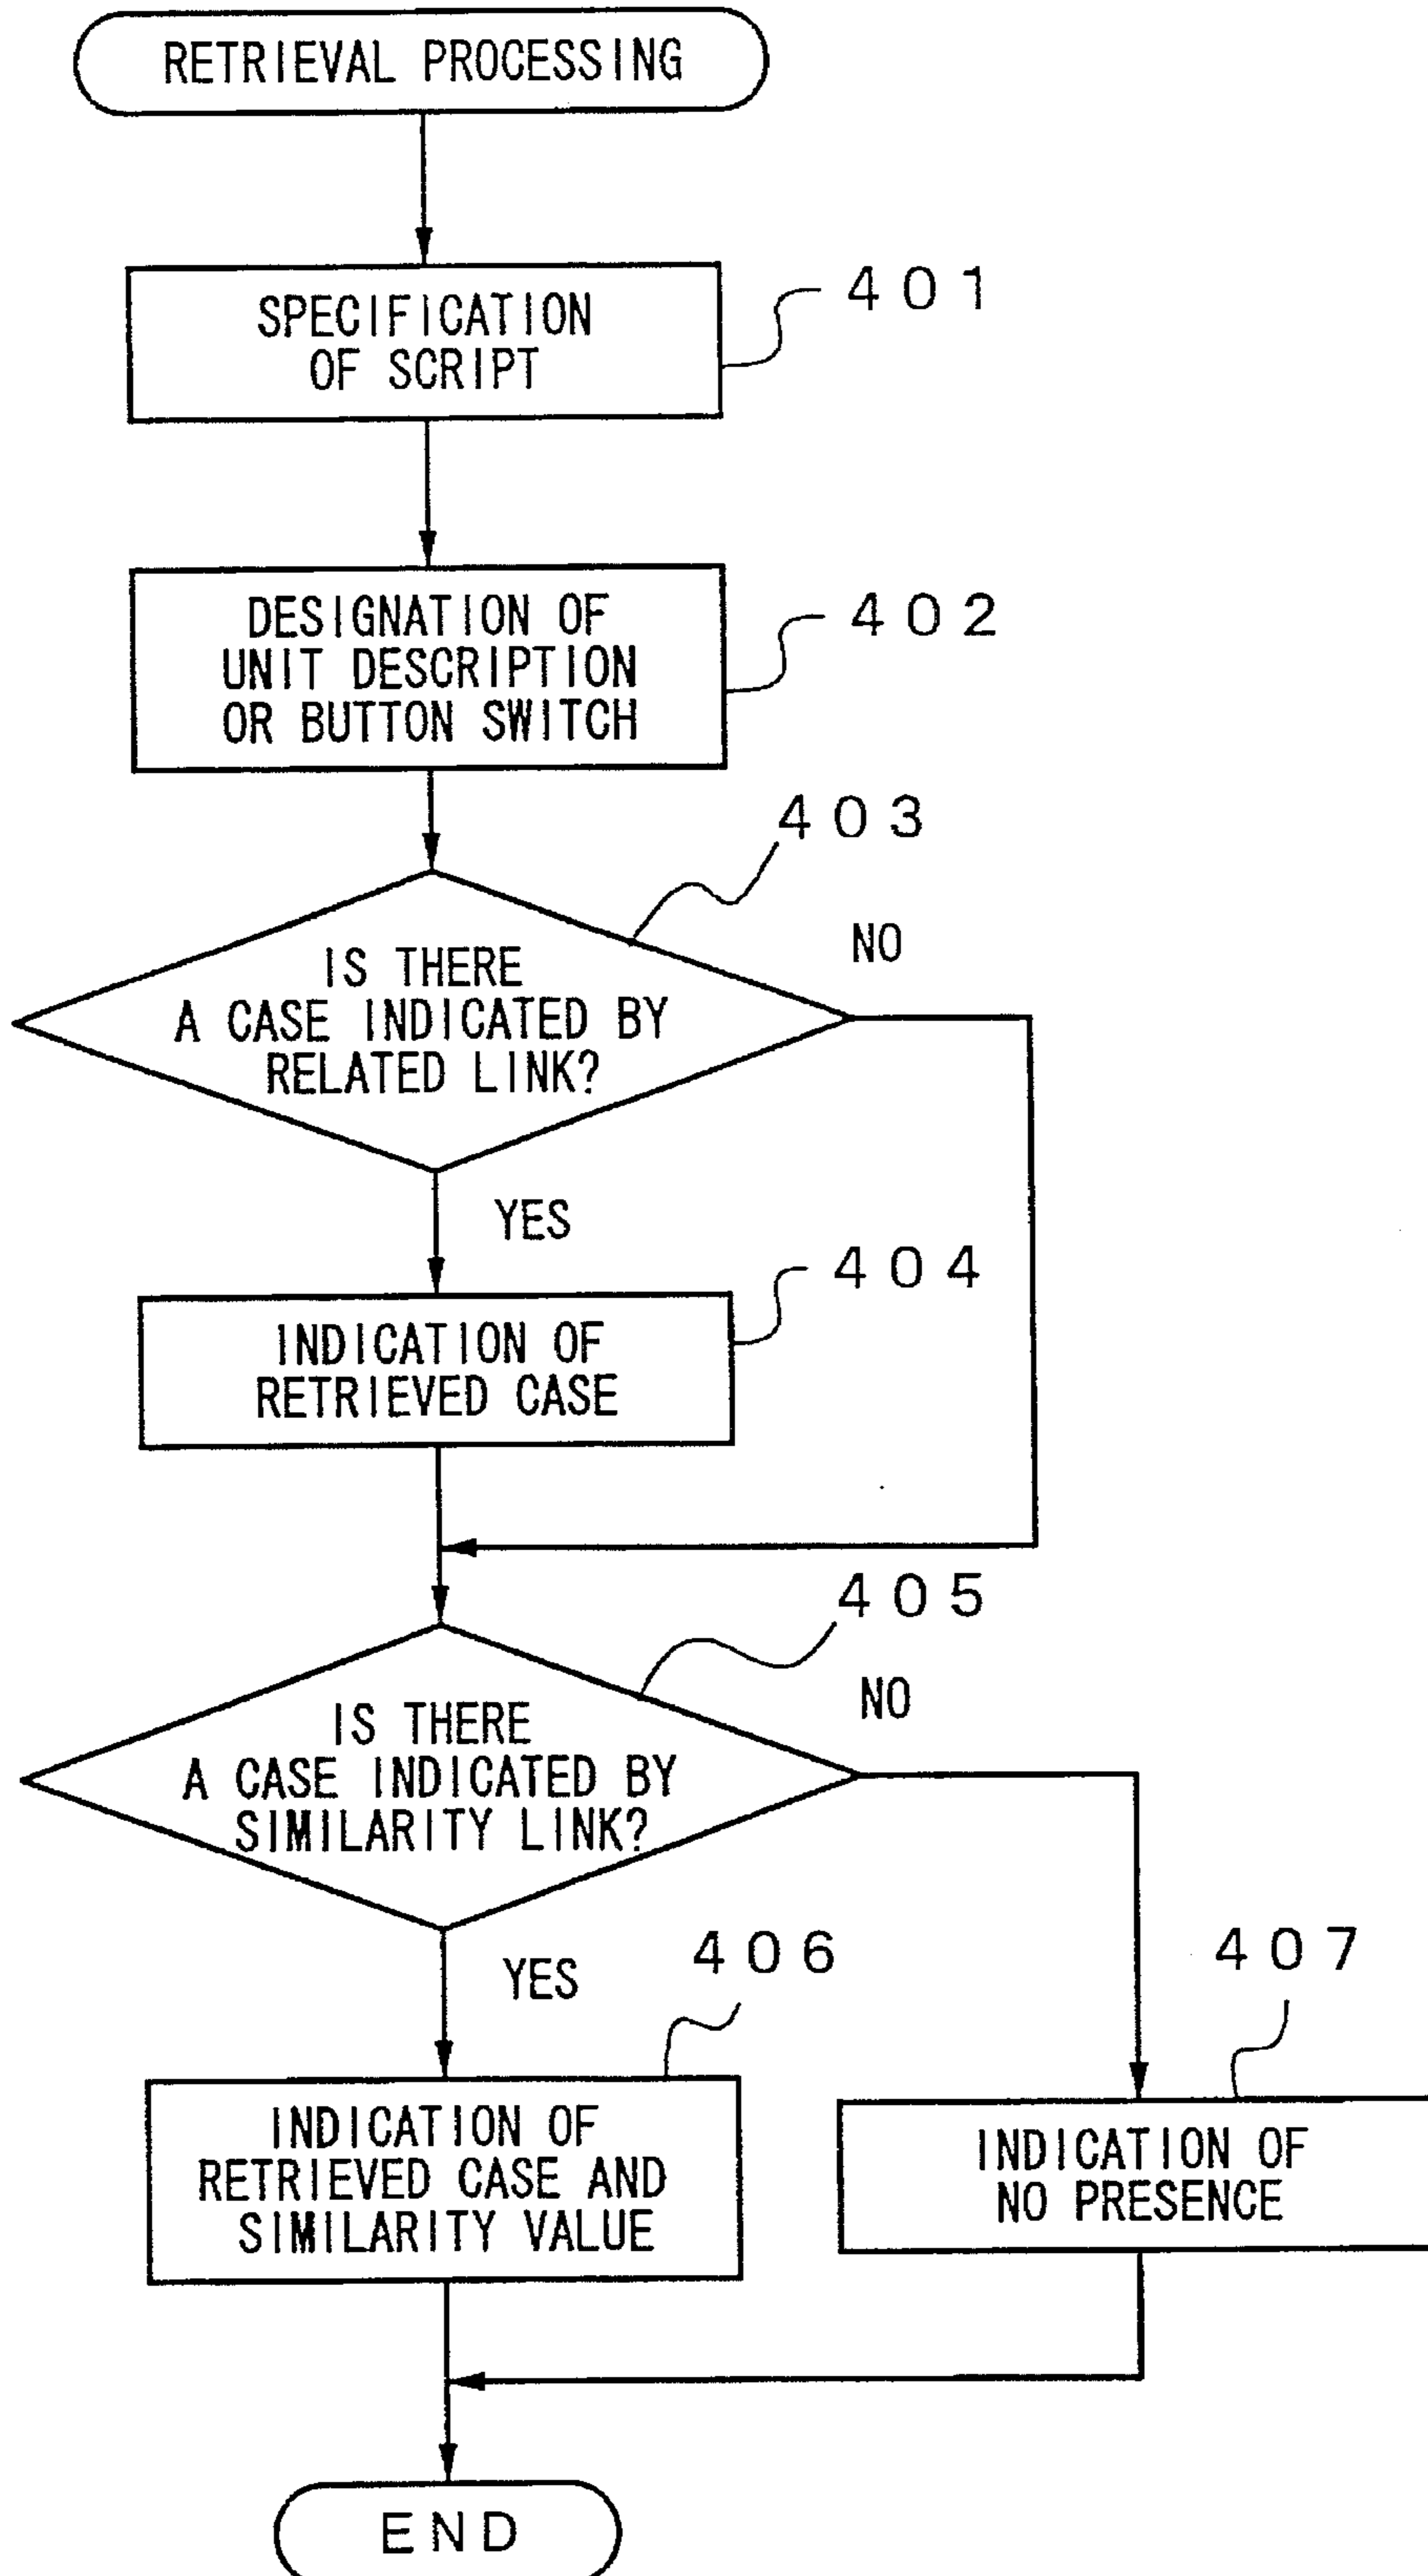 RETRIEVAL PROCESSING
SPECIFICATION
OF SCRIPT
401
DESIGNATION OF
UNIT DESCRIPTION
OR BUTTON SWITCH
402
403
IS THERE
A CASE INDICATED BY
RELATED LINK?
NO
YES
404
INDICATION OF
RETRIEVED CASE
405
IS THERE
A CASE INDICATED BY
SIMILARITY LINK?
NO
YES
406
407
INDICATION OF
RETRIEVED CASE AND
SIMILARITY VALUE
INDICATION OF
NO PRESENCE
END